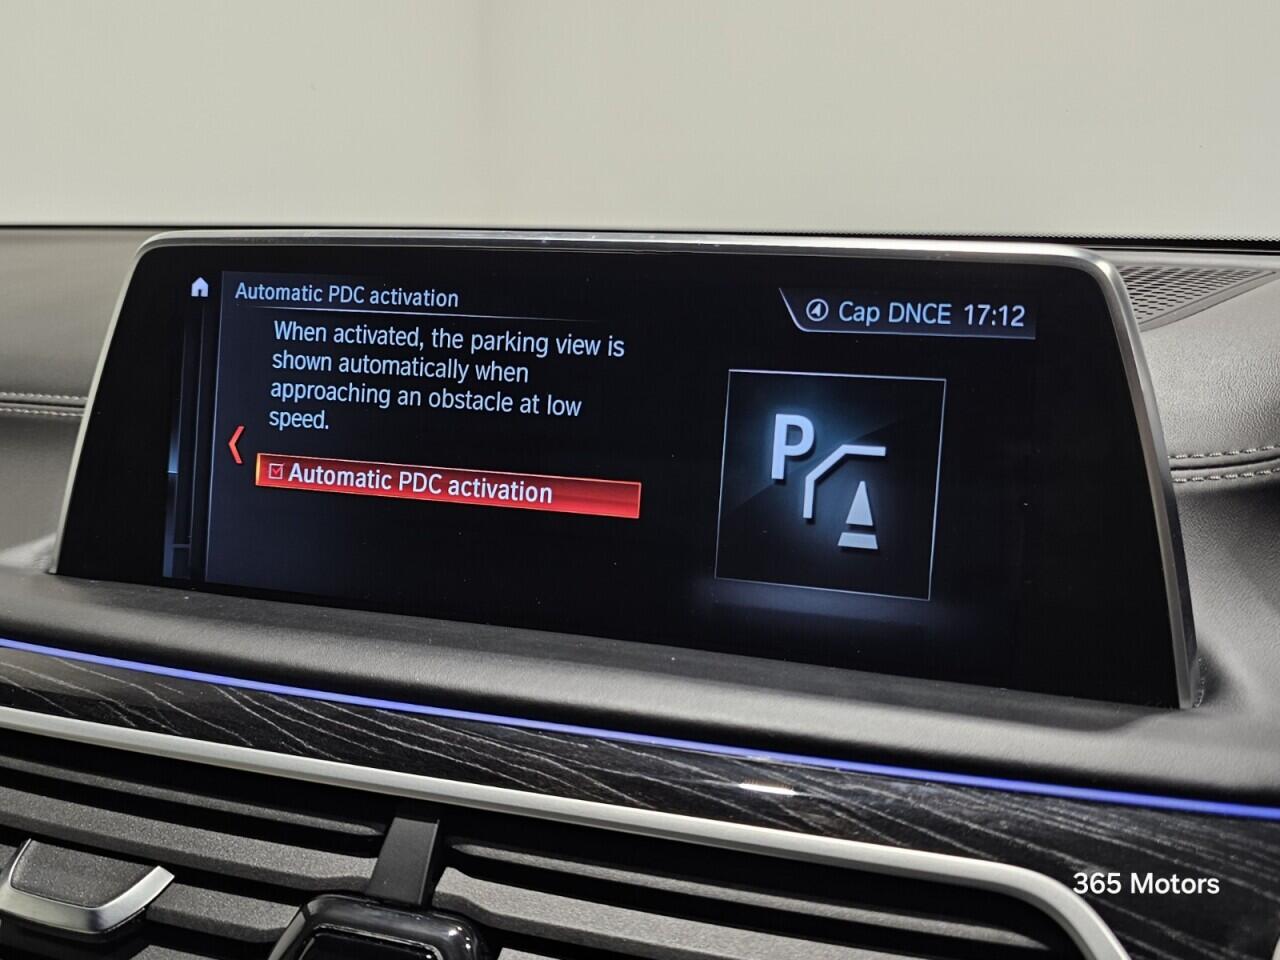 Automatic PDC activation
Cap DNCE 17:12
When activated, the parking view is
shown automatically when
approaching an obstacle at low
speed.
Automatic PDC activation
P
365 Motors